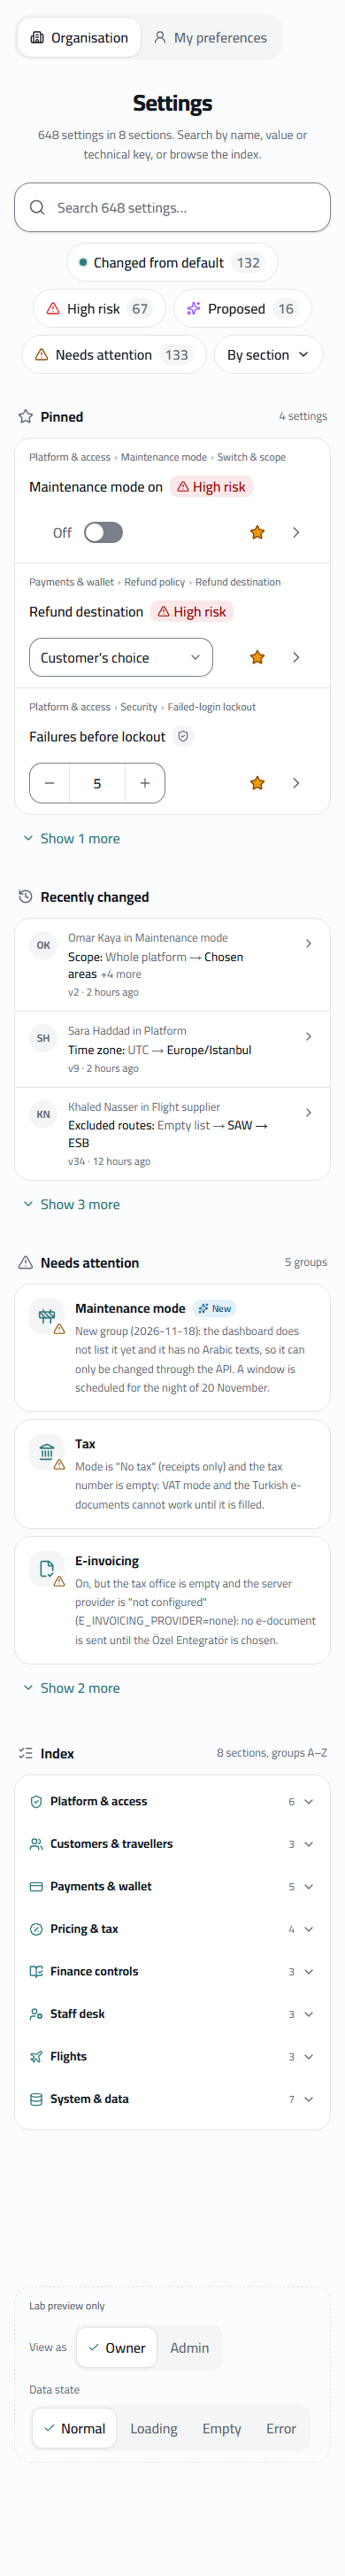 Organisation
My preferences
Settings
648 settings in 8 sections. Search by name, value or
technical key, or browse the index.
Search 648 settings...
Changed from default 132
High risk 67
Proposed 16
Needs attention 133
By section
Pinned
4 settings
Platform & access › Maintenance mode › Switch & scope
Maintenance mode on High risk
Off
Payments & wallet › Refund policy › Refund destination
Refund destination High risk
Customer's choice
Platform & access › Security › Failed-login lockout
Failures before lockout
− 5 +
Show 1 more
Recently changed
OK
Omar Kaya in Maintenance mode
Scope: Whole platform → Chosen
areas +4 more
v2 · 2 hours ago
SH
Sara Haddad in Platform
Time zone: UTC → Europe/Istanbul
v9 · 2 hours ago
KN
Khaled Nasser in Flight supplier
Excluded routes: Empty list → SAW →
ESB
v34 · 12 hours ago
Show 3 more
Needs attention
5 groups
Maintenance mode New
New group (2026-11-18): the dashboard does
not list it yet and it has no Arabic texts, so it can
only be changed through the API. A window is
scheduled for the night of 20 November.
Tax
Mode is "No tax" (receipts only) and the tax
number is empty: VAT mode and the Turkish e-
documents cannot work until it is filled.
E-invoicing
On, but the tax office is empty and the server
provider is "not configured"
(E_INVOICING_PROVIDER=none): no e-document
is sent until the Özel Entegratör is chosen.
Show 2 more
Index
8 sections, groups A–Z
Platform & access 6
Customers & travellers 3
Payments & wallet 5
Pricing & tax 4
Finance controls 3
Staff desk 3
Flights 3
System & data 7
Lab preview only
View as Owner Admin
Data state
Normal Loading Empty Error